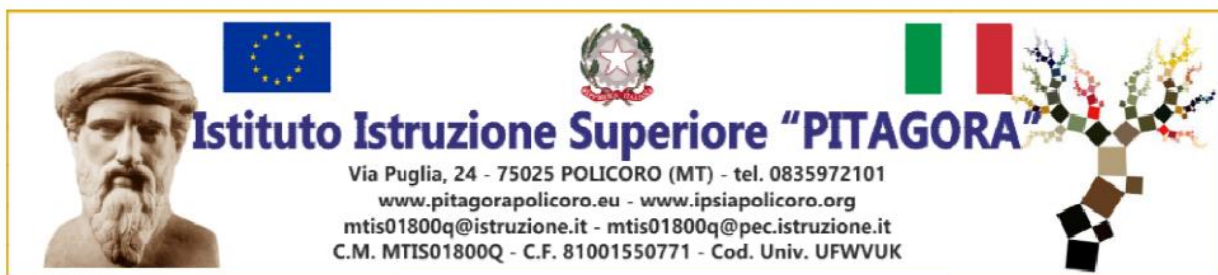 Istituto Istruzione Superiore “PITAGORA”
Via Puglia, 24 - 75025 POLICORO (MT) - tel. 0835972101
www.pitagorapolicoro.eu - www.ipsiapolicoro.org
mtis01800q@istruzione.it - mtis01800q@pec.istruzione.it
C.M. MTIS01800Q - C.F. 81001550771 - Cod. Univ. UFWVUK